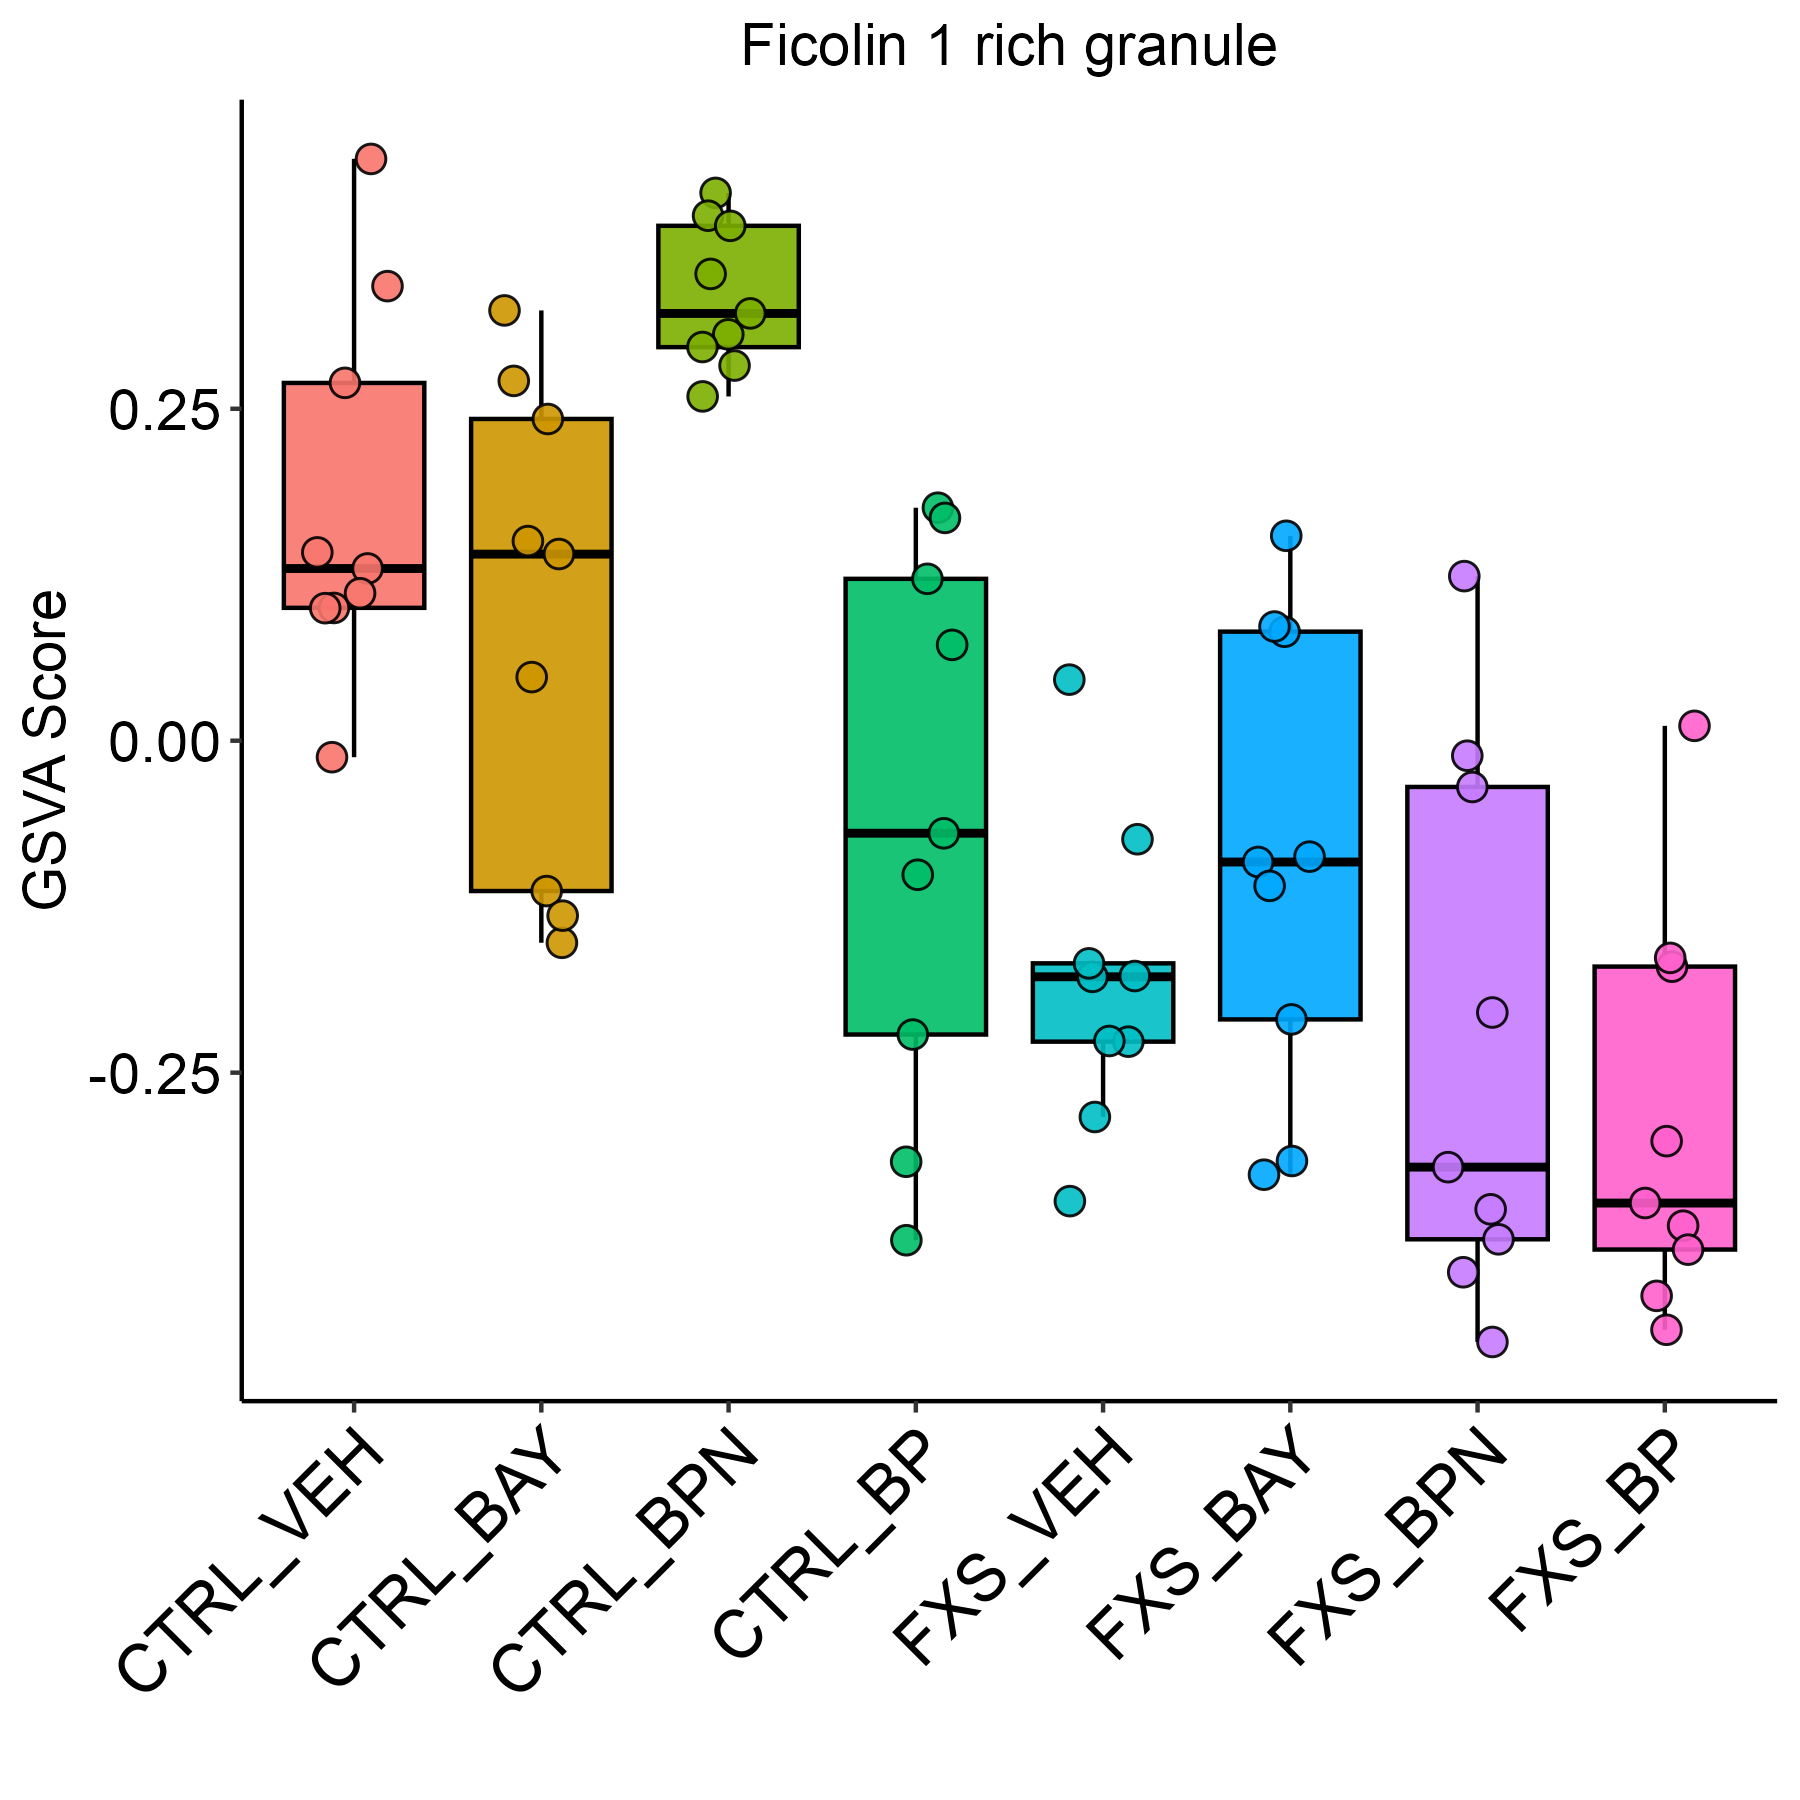 Ficolin 1 rich granule
GSVA Score
0.25
0.00
-0.25
CTRL_VEH
CTRL_BAY
CTRL_BPN
CTRL_BP
FXS_VEH
FXS_BAY
FXS_BPN
FXS_BP